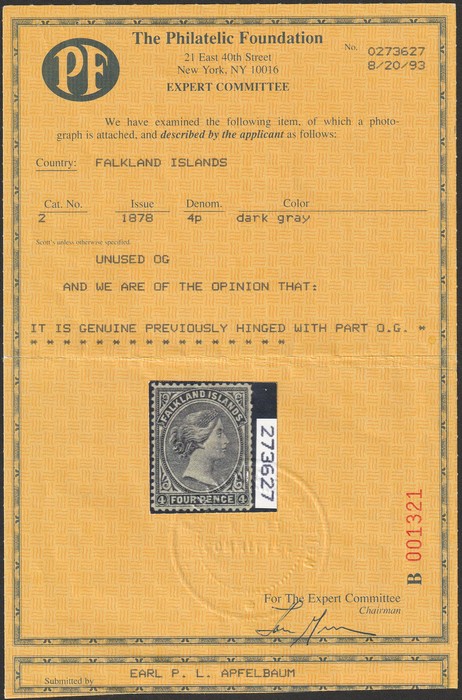 PF
The Philatelic Foundation
21 East 40th Street
New York, NY 10016
EXPERT COMMITTEE
No. 0273627
8/20/93
We have examined the following item, of which a photo-
graph is attached, and described by the applicant as follows:
Country: FALKLAND ISLANDS
Cat. No. Issue Denom. Color
2 1878 4p dark gray
Scott's unless otherwise specified.
UNUSED OG
AND WE ARE OF THE OPINION THAT:
IT IS GENUINE PREVIOUSLY HINGED WITH PART O.G. *
* * * * * * * * * * * * * * *
FALKLAND ISLANDS
4 FOUR PENCE 4
273627
B 001321
For The Expert Committee
Chairman
Submitted by EARL P. L. APFELBAUM